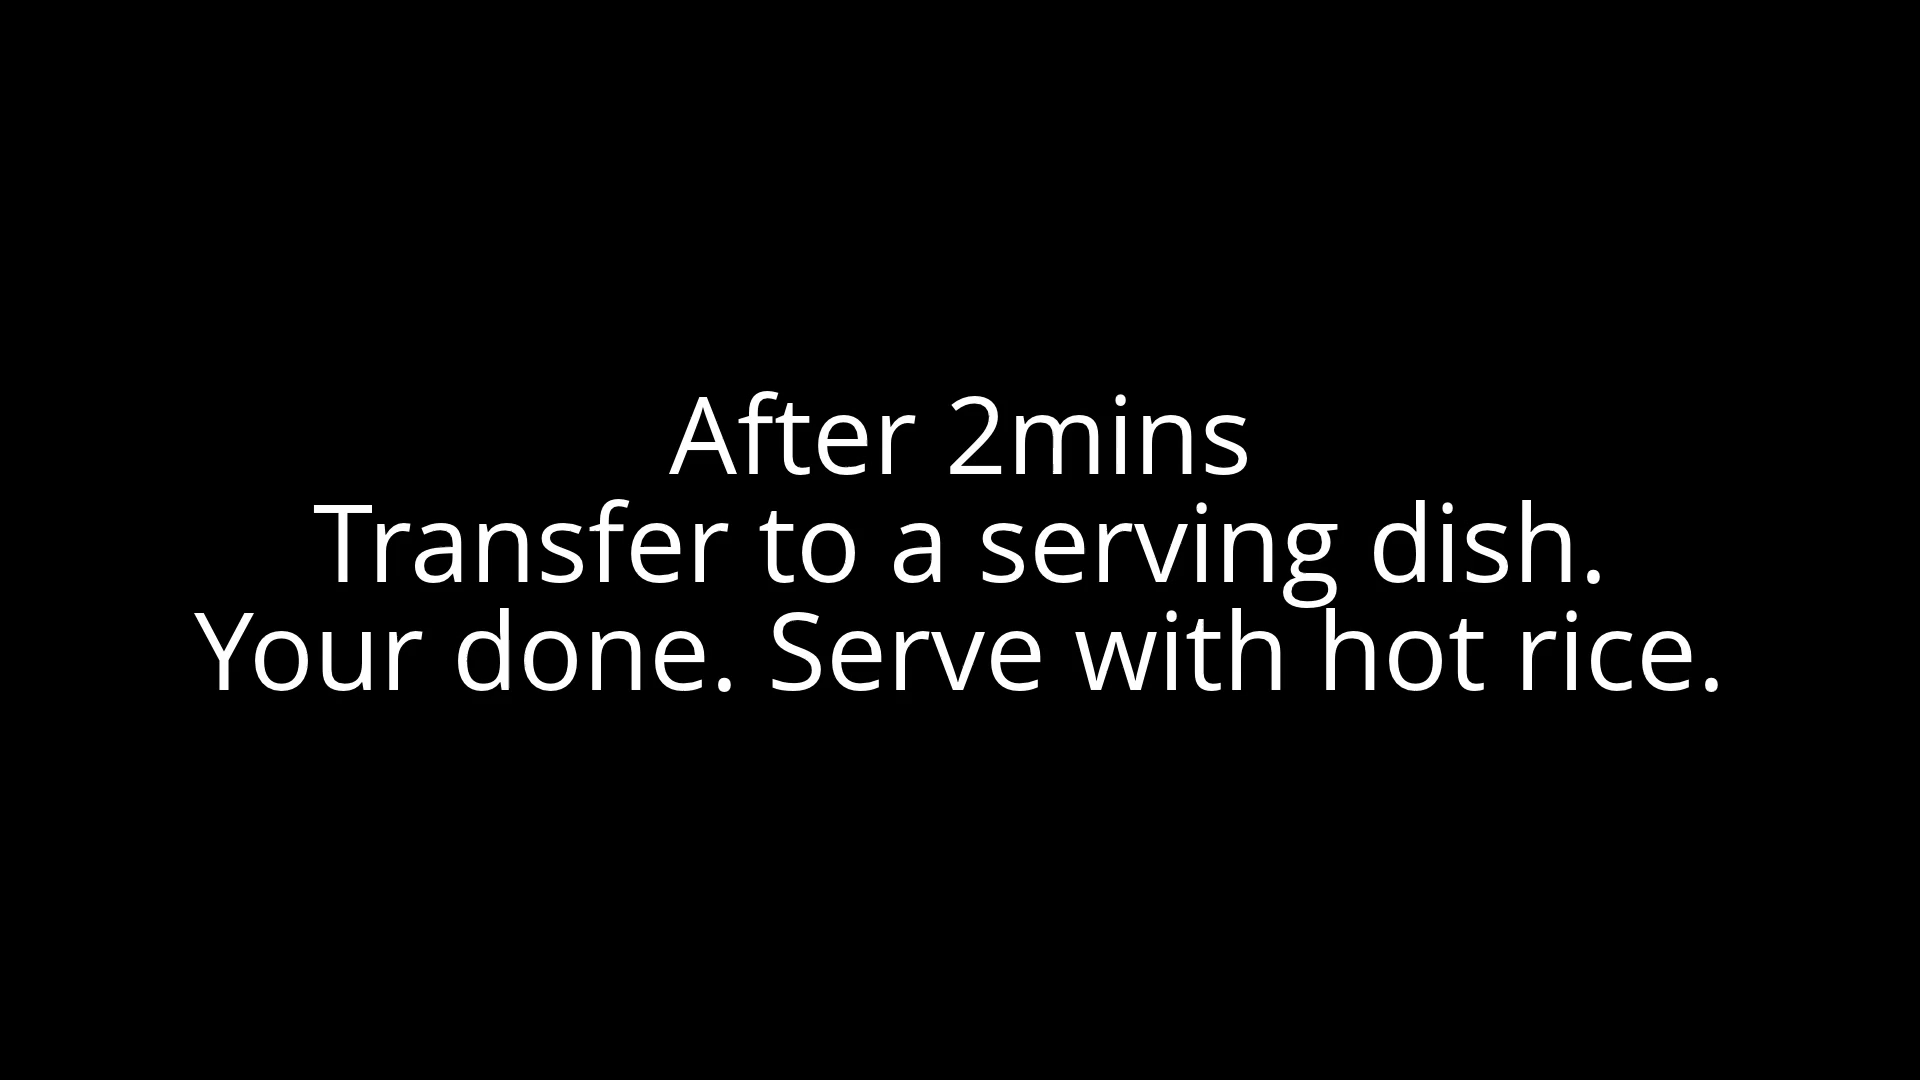 After 2mins
Transfer to a serving dish.
Your done. Serve with hot rice.